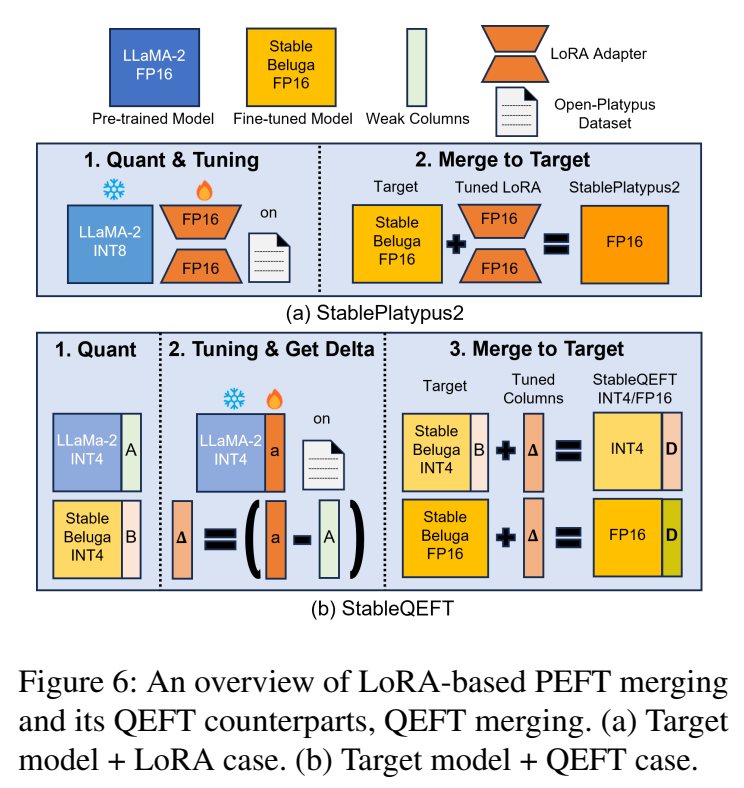 LLaMA-2
FP16
Pre-trained Model
Stable
Beluga
FP16
Fine-tuned Model
Weak Columns
LoRA Adapter
Open-Platypus
Dataset
1. Quant & Tuning
LLaMA-2
INT8
FP16
FP16
on
2. Merge to Target
Target
Tuned LoRA
StablePlatypus2
Stable
Beluga
FP16
FP16
FP16
FP16
(a) StablePlatypus2
1. Quant
LLaMa-2
INT4
A
Stable
Beluga
INT4
B
2. Tuning & Get Delta
LLaMA-2
INT4
a
on
Δ = ( a - A )
3. Merge to Target
Target
Tuned
Columns
StableQEFT
INT4/FP16
Stable
Beluga
INT4
B
+
Δ
=
INT4
D
Stable
Beluga
FP16
+
Δ
=
FP16
D
(b) StableQEFT
Figure 6: An overview of LoRA-based PEFT merging
and its QEFT counterparts, QEFT merging. (a) Target
model + LoRA case. (b) Target model + QEFT case.